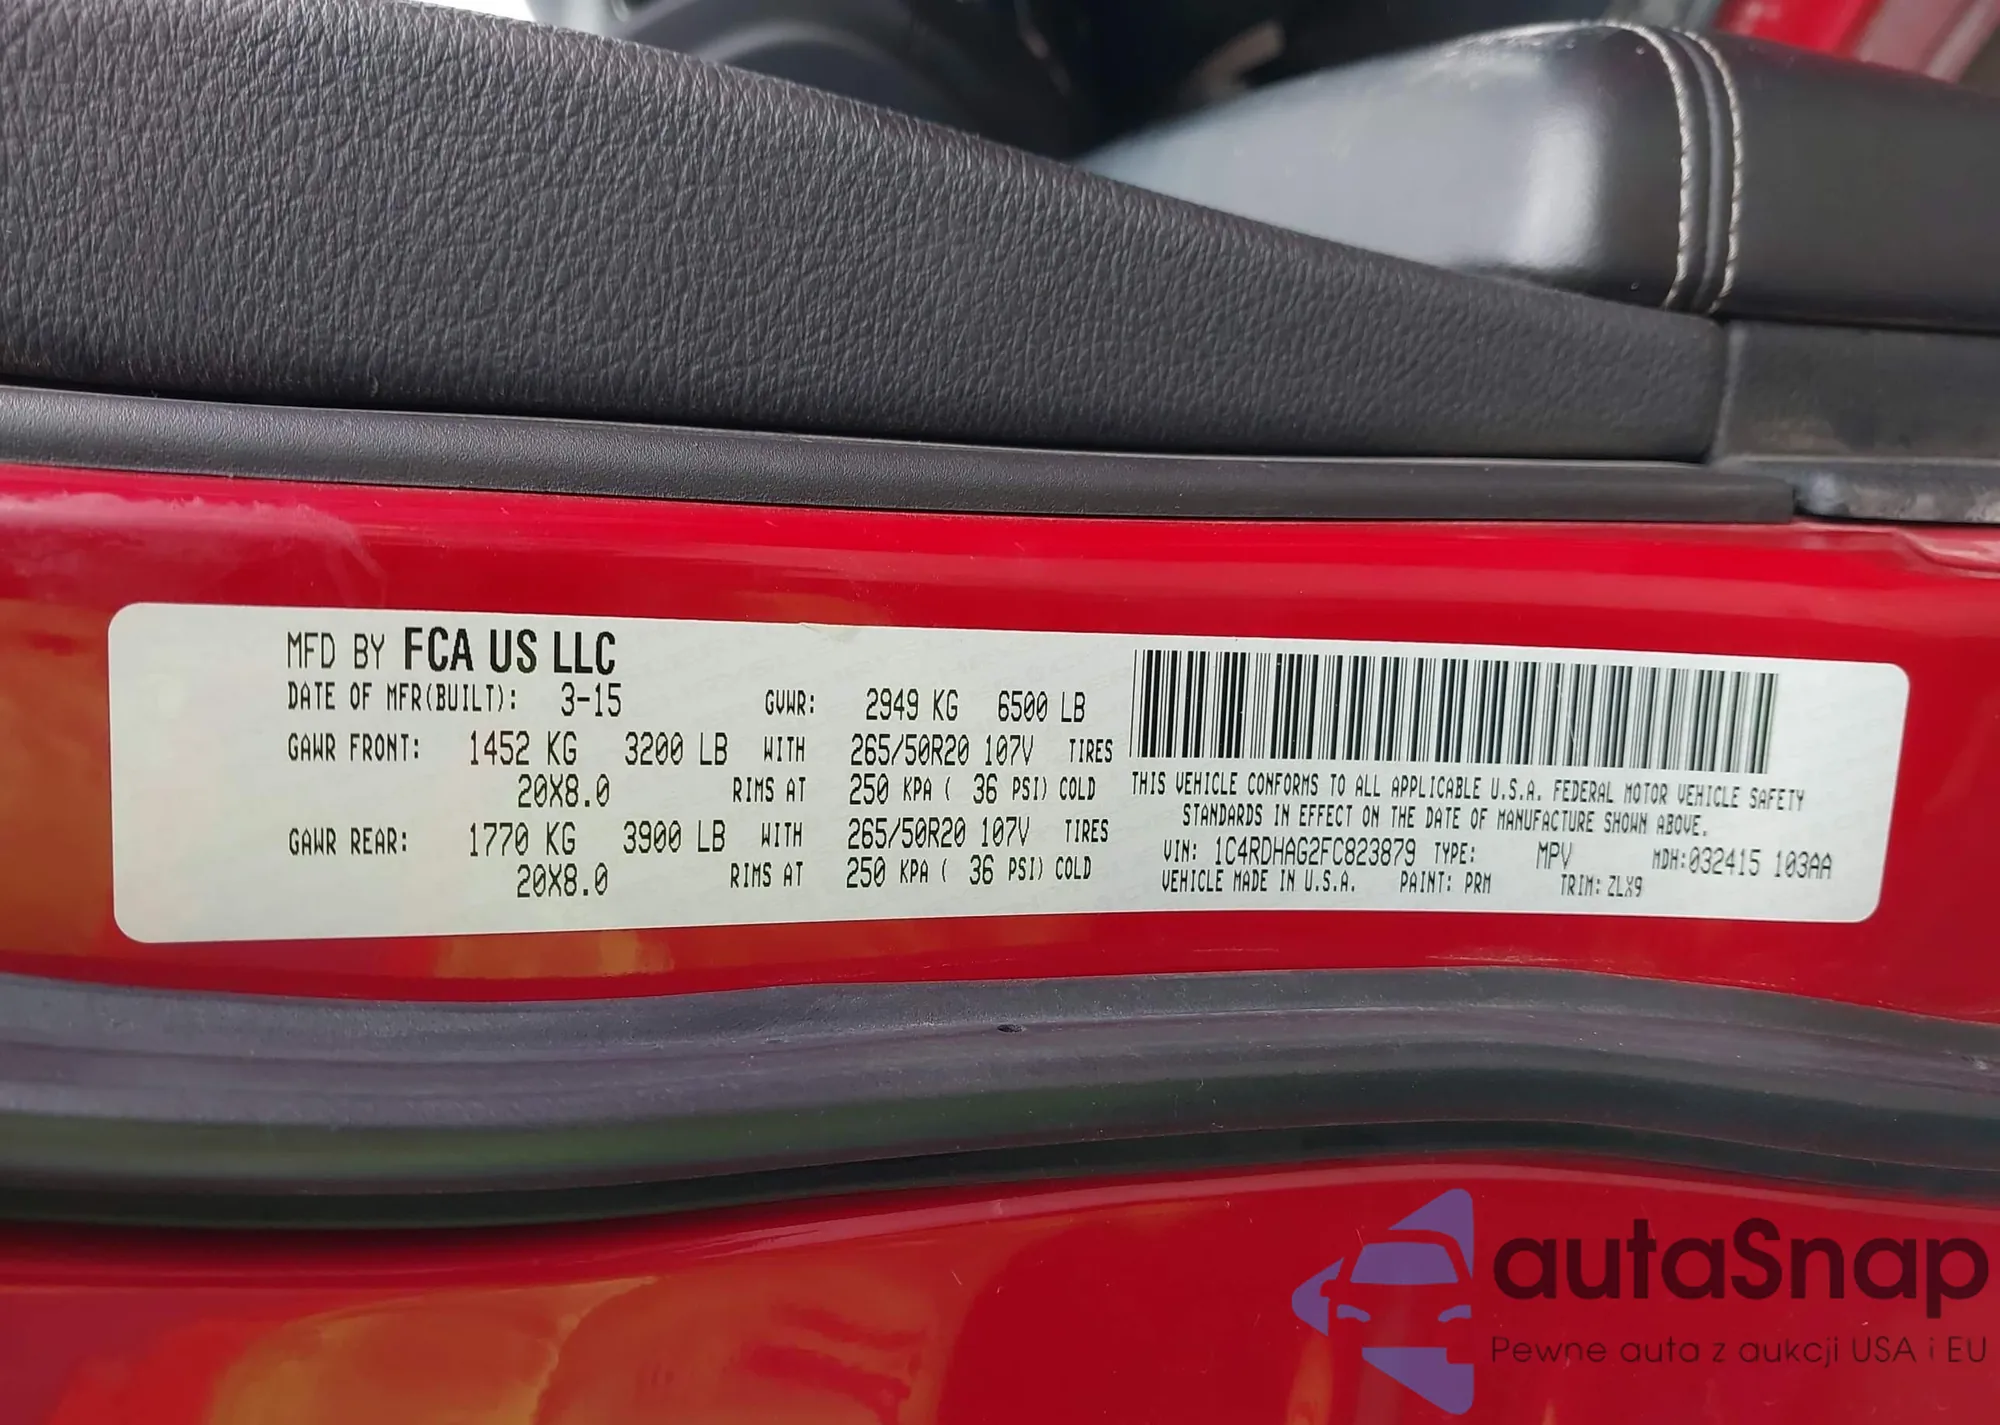 MFD BY FCA US LLC
DATE OF MFR(BUILT): 3-15 GVWR: 2949 KG 6500 LB
GAWR FRONT: 1452 KG 3200 LB WITH 265/50R20 107V TIRES
20X8.0 RIMS AT 250 KPA ( 36 PSI) COLD
GAWR REAR: 1770 KG 3900 LB WITH 265/50R20 107V TIRES
20X8.0 RIMS AT 250 KPA ( 36 PSI) COLD
THIS VEHICLE CONFORMS TO ALL APPLICABLE U.S.A. FEDERAL MOTOR VEHICLE SAFETY
STANDARDS IN EFFECT ON THE DATE OF MANUFACTURE SHOWN ABOVE.
VIN: 1C4RDHAG2FC823879 TYPE: MPV MDH:032415 103AA
VEHICLE MADE IN U.S.A. PAINT: PRM TRIM: ZLX9
autaSnap
Pewne auta z aukcji USA i EU